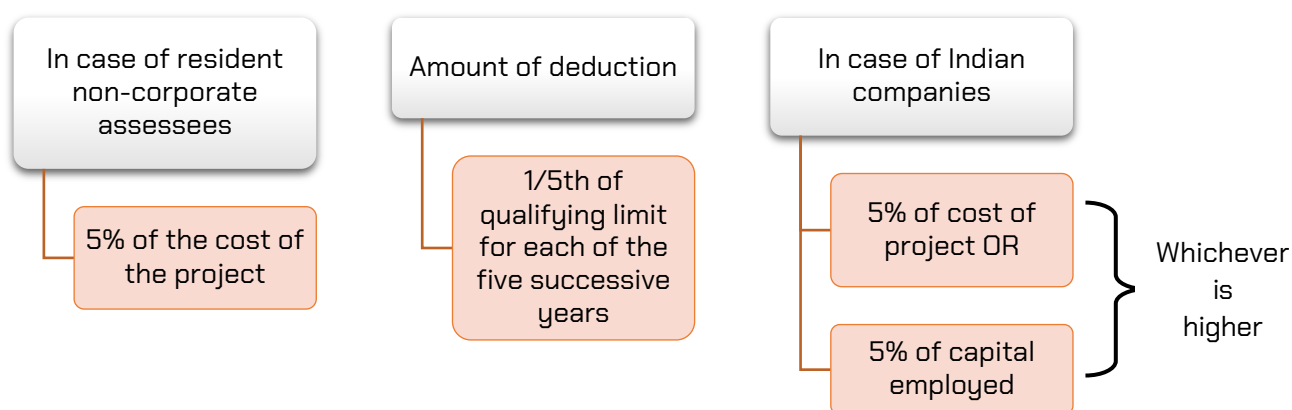 In case of resident
non-corporate
assessees
5% of the cost of
the project
Amount of deduction
1/5th of
qualifying limit
for each of the
five successive
years
In case of Indian
companies
5% of cost of
project OR
5% of capital
employed
Whichever
is
higher